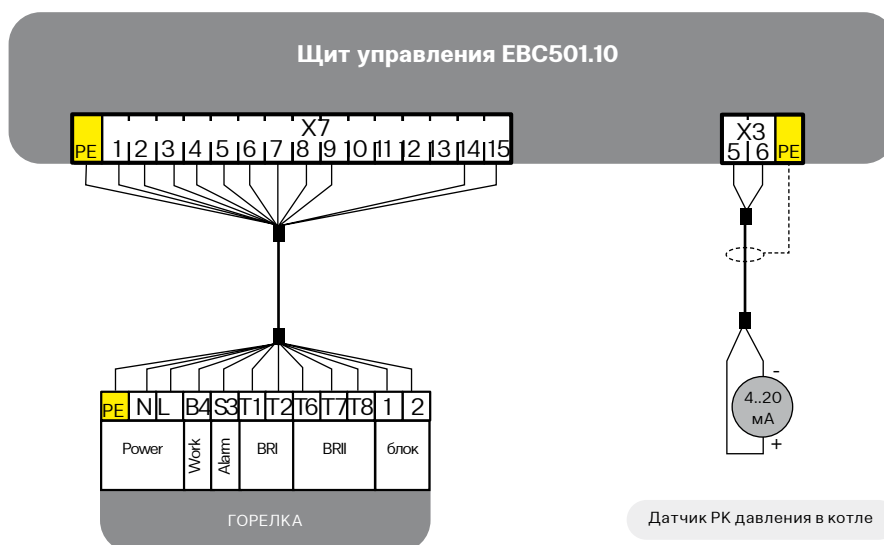 Щит управления EBC501.10
X7
PE 1 2 3 4 5 6 7 8 9 10 11 12 13 14 15
X3
5 6 PE
PE N L B4 S3 T1 T2 T6 T7 T8 1 2
Power Work Alarm BRI BRII блок
ГОРЕЛКА
-
4..20
мА
+
Датчик РК давления в котле